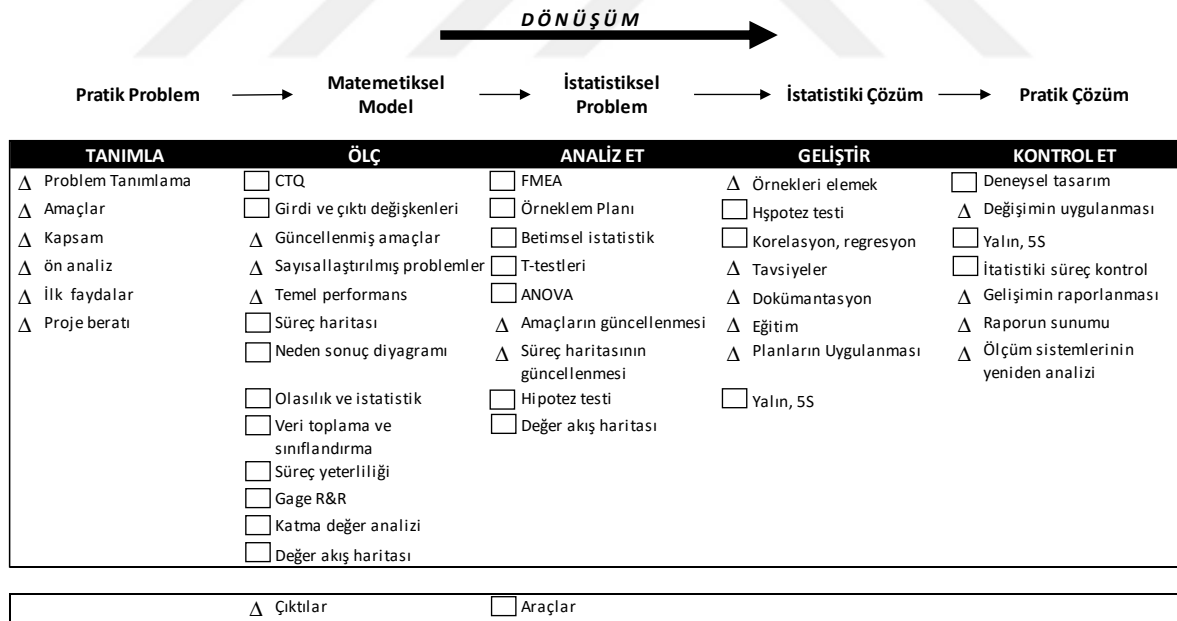 DÖNÜŞÜM
Pratik Problem
Matemetiksel
Model
İstatistiksel
Problem
İstatistiki Çözüm
Pratik Çözüm
TANIMLA
Δ Problem Tanımlama
Δ Amaçlar
Δ Kapsam
Δ ön analiz
Δ İlk faydalar
Δ Proje beratı
ÖLÇ
CTQ
Girdi ve çıktı değişkenleri
Δ Güncellenmiş amaçlar
Δ Sayısallaştırılmış problemler
Δ Temel performans
Süreç haritası
Neden sonuç diyagramı
Olasılık ve istatistik
Veri toplama ve
sınıflandırma
Süreç yeterliliği
Gage R&R
Katma değer analizi
Değer akış haritası
ANALİZ ET
FMEA
Örneklem Planı
Betimsel istatistik
T-testleri
ANOVA
Δ Amaçların güncellenmesi
Δ Süreç haritasının
güncellenmesi
Hipotez testi
Değer akış haritası
GELİŞTİR
Δ Örnekleri elemek
Hşpotez testi
Korelasyon, regresyon
Δ Tavsiyeler
Δ Dokümantasyon
Δ Eğitim
Δ Planların Uygulanması
Yalın, 5S
KONTROL ET
Deneysel tasarım
Δ Değişimin uygulanması
Yalın, 5S
İtatistiki süreç kontrol
Δ Gelişimin raporlanması
Δ Raporun sunumu
Δ Ölçüm sistemlerinin
yeniden analizi
Δ Çıktılar
Araçlar